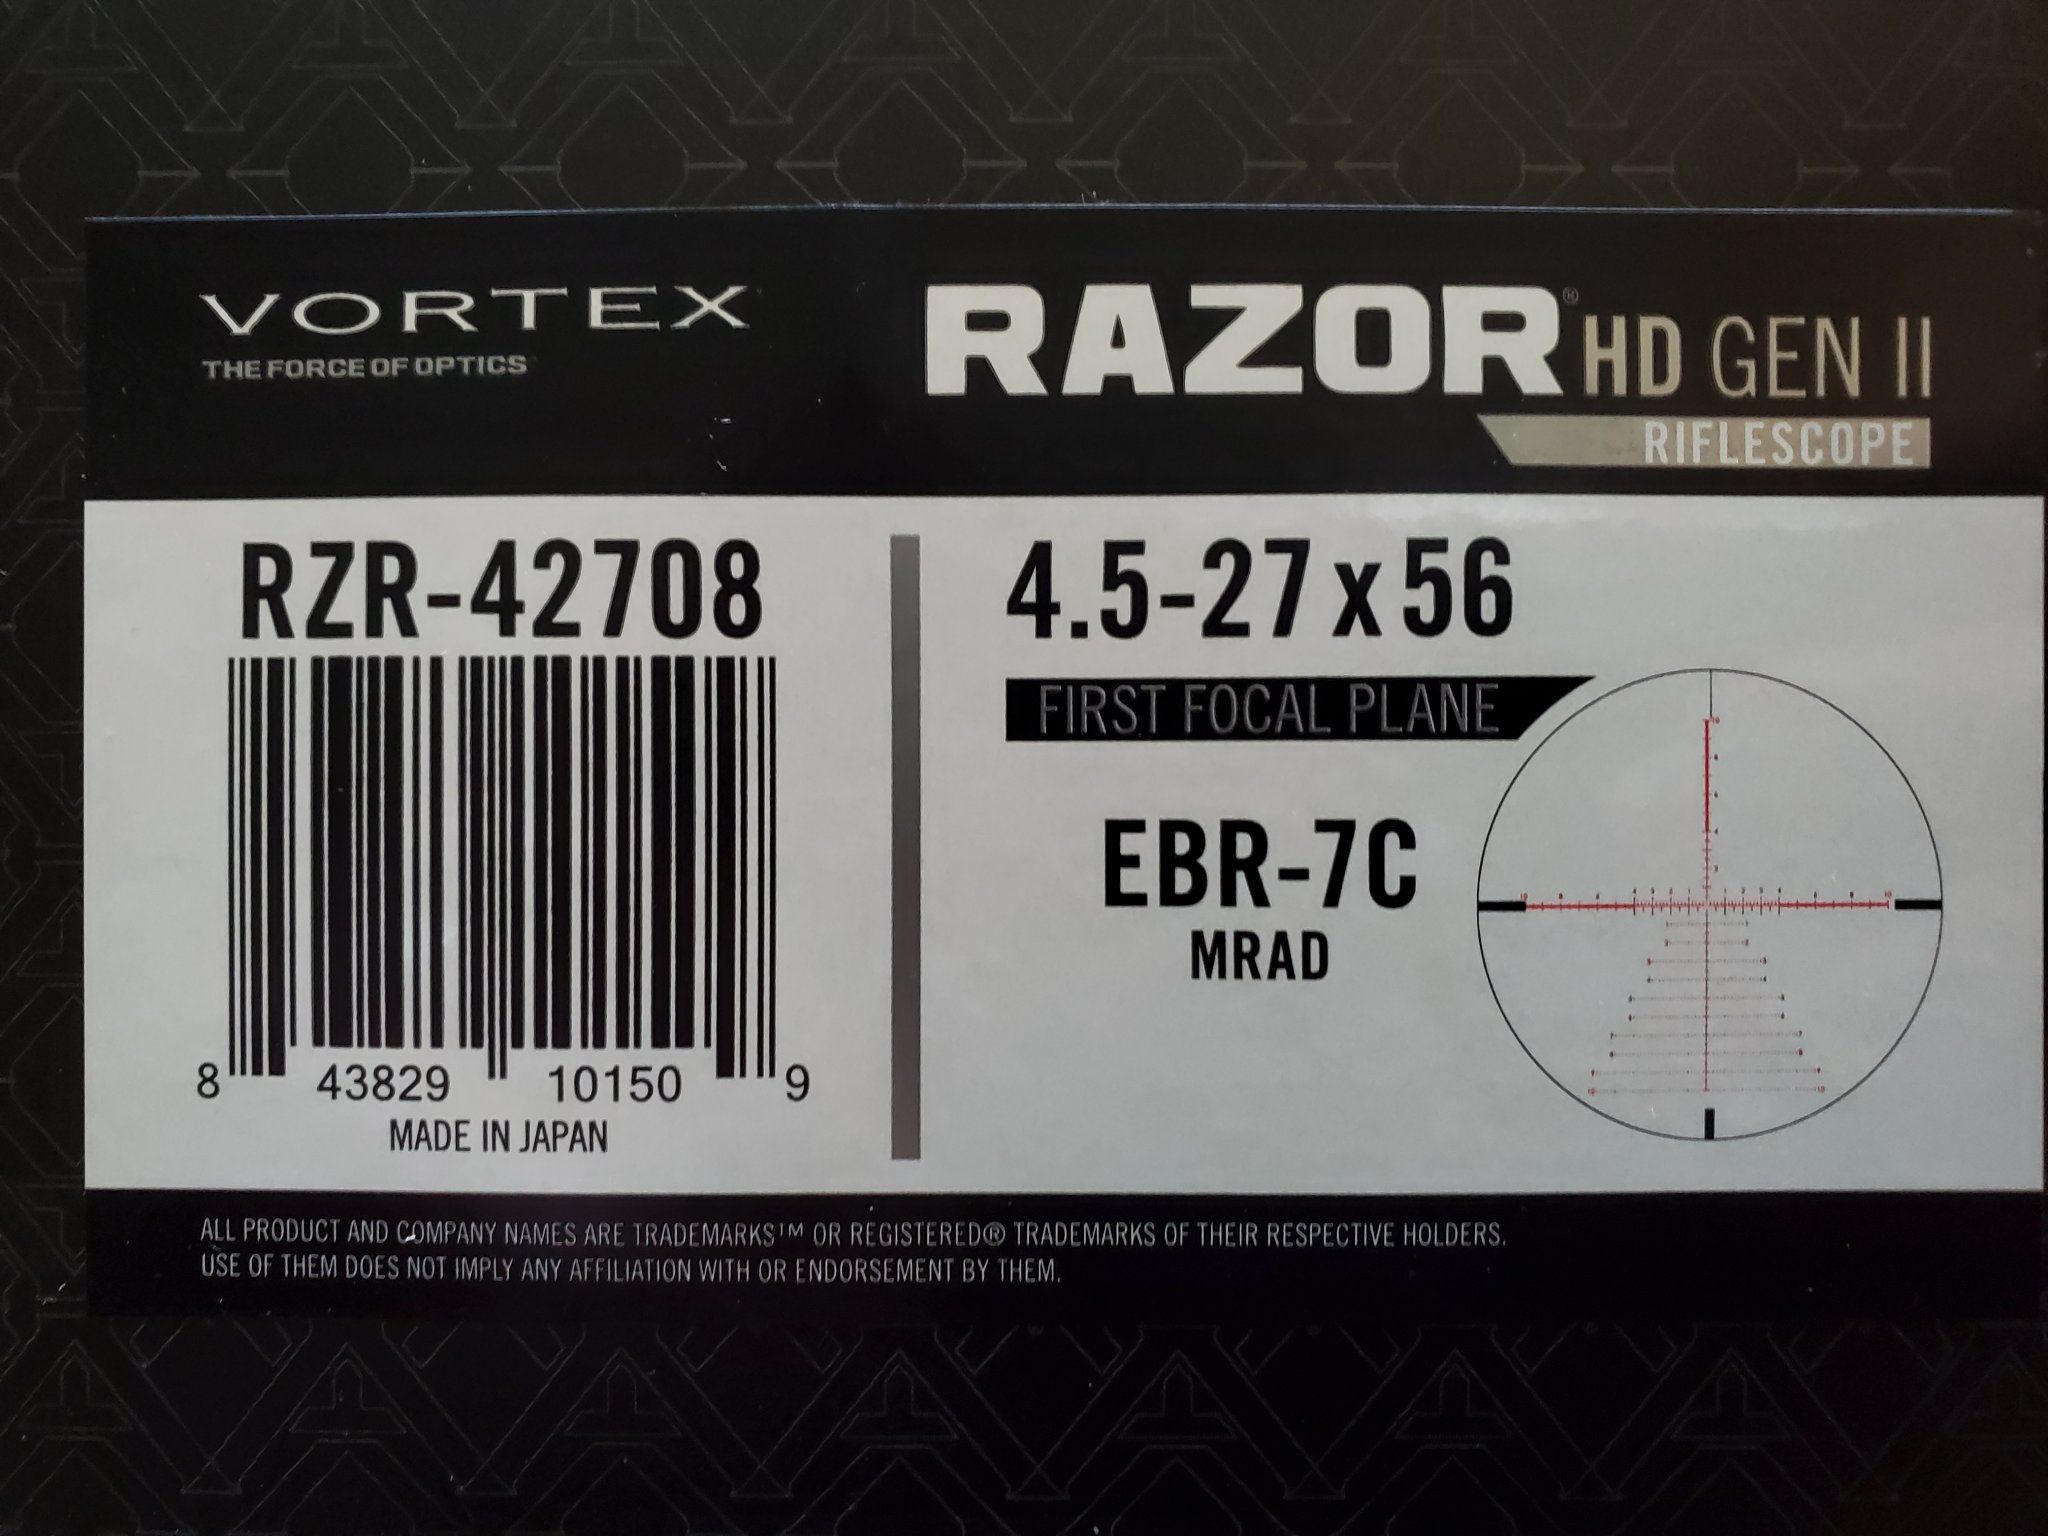 VORTEX
THE FORCE OF OPTICS
RAZOR® HD GEN II
RIFLESCOPE
RZR-42708
8 43829 10150 9
MADE IN JAPAN
4.5-27 x 56
FIRST FOCAL PLANE
EBR-7C
MRAD
ALL PRODUCT AND COMPANY NAMES ARE TRADEMARKS™ OR REGISTERED® TRADEMARKS OF THEIR RESPECTIVE HOLDERS.
USE OF THEM DOES NOT IMPLY ANY AFFILIATION WITH OR ENDORSEMENT BY THEM.